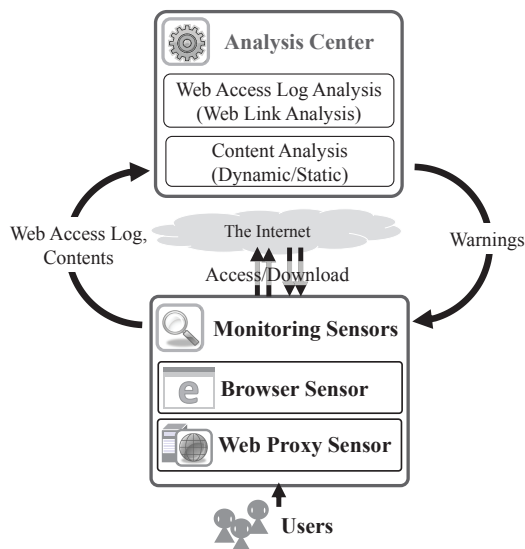 Analysis Center
Web Access Log Analysis
(Web Link Analysis)
Content Analysis
(Dynamic/Static)
Web Access Log,
Contents
The Internet
Warnings
Access/Download
Monitoring Sensors
e
Browser Sensor
Web Proxy Sensor
Users